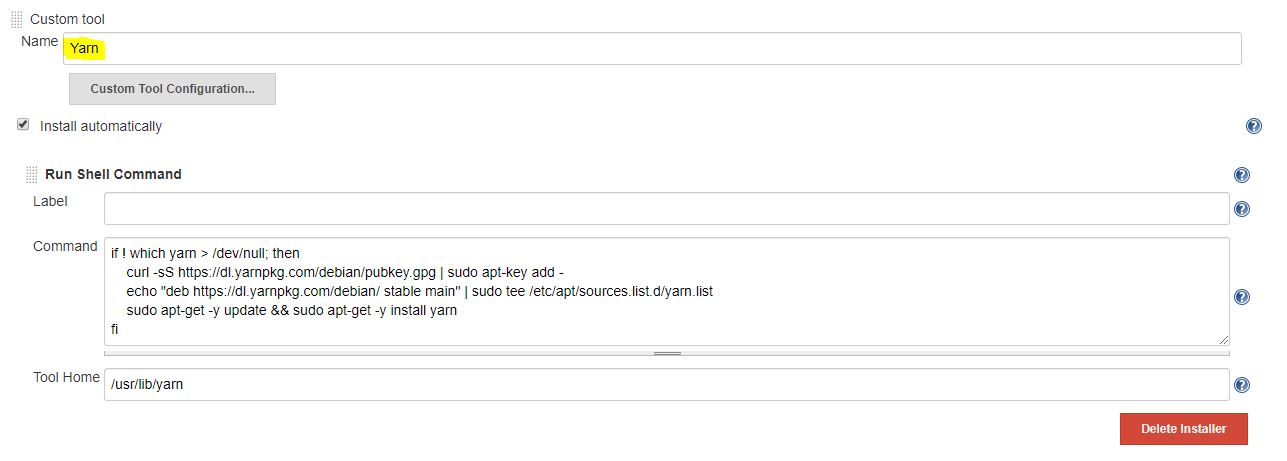 Custom tool
Name Yarn
Custom Tool Configuration...
Install automatically
Run Shell Command
Label
Command if ! which yarn > /dev/null; then
curl -sS https://dl.yarnpkg.com/debian/pubkey.gpg | sudo apt-key add -
echo "deb https://dl.yarnpkg.com/debian/ stable main" | sudo tee /etc/apt/sources.list.d/yarn.list
sudo apt-get -y update && sudo apt-get -y install yarn
fi
Tool Home /usr/lib/yarn
Delete Installer